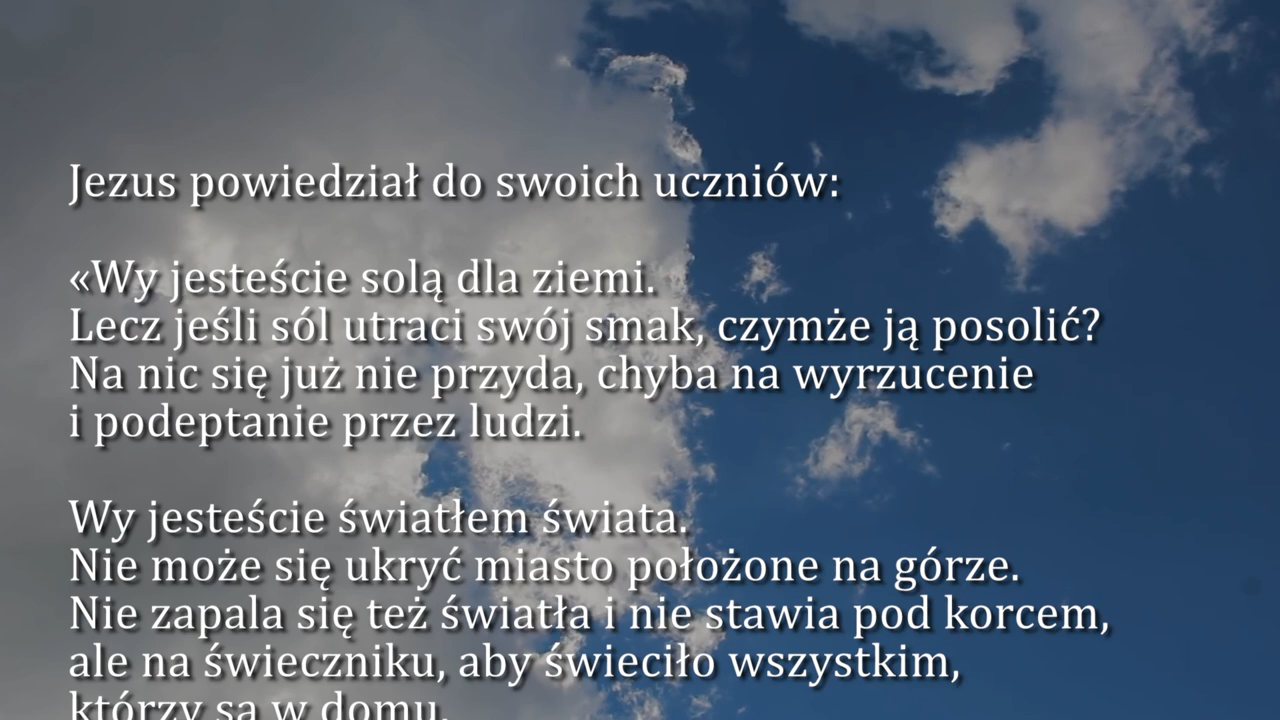 Jezus powiedział do swoich uczniów:
«Wy jesteście solą dla ziemi.
Lecz jeśli sól utraci swój smak, czymże ją posolić?
Na nic się już nie przyda, chyba na wyrzucenie
i podeptanie przez ludzi.
Wy jesteście światłem świata.
Nie może się ukryć miasto położone na górze.
Nie zapala się też światła i nie stawia pod korcem,
ale na świeczniku, aby świeciło wszystkim,
którzy są w domu.